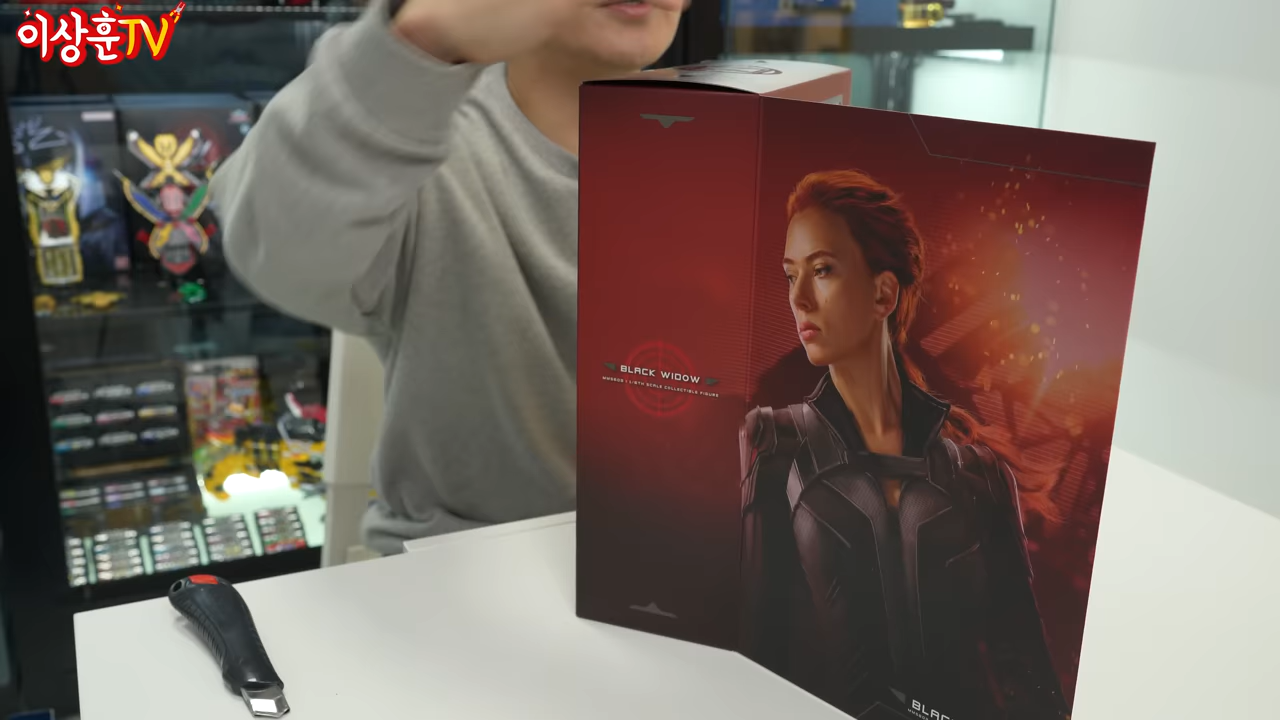 이상훈TV
BLACK WIDOW
MMS603 - 1/6TH SCALE COLLECTIBLE FIGURE
BLAC